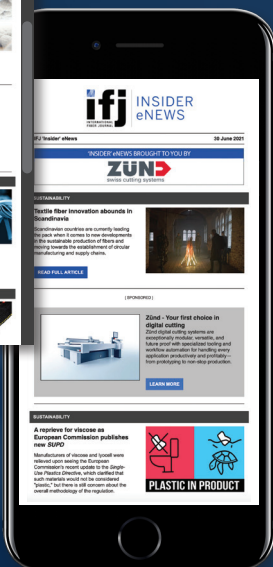 ifj
INTERNATIONAL
FIBER JOURNAL
INSIDER
eNEWS
IFJ 'Insider' eNews 30 June 2021
'INSIDER' eNEWS BROUGHT TO YOU BY
ZÜND
swiss cutting systems
SUSTAINABILITY
Textile fiber innovation abounds in
Scandinavia
Scandinavian countries are currently leading
the pack when it comes to new developments
in the sustainable production of fibers and
moving towards the establishment of circular
manufacturing and supply chains.
READ FULL ARTICLE
[ SPONSORED ]
Zünd - Your first choice in
digital cutting
Zünd digital cutting systems are
exceptionally modular, versatile, and
future proof with specialized tooling and
workflow automation for handling every
application productively and profitably—
from prototyping to non-stop production.
LEARN MORE
SUSTAINABILITY
A reprieve for viscose as
European Commission publishes
new SUPD
Manufacturers of viscose and lyocell were
relieved upon seeing the European
Commission's recent update to the Single-
Use Plastics Directive, which clarified that
such materials would not be considered
"plastic," but there is still concern about the
overall methodology of the regulation.
PLASTIC IN PRODUCT